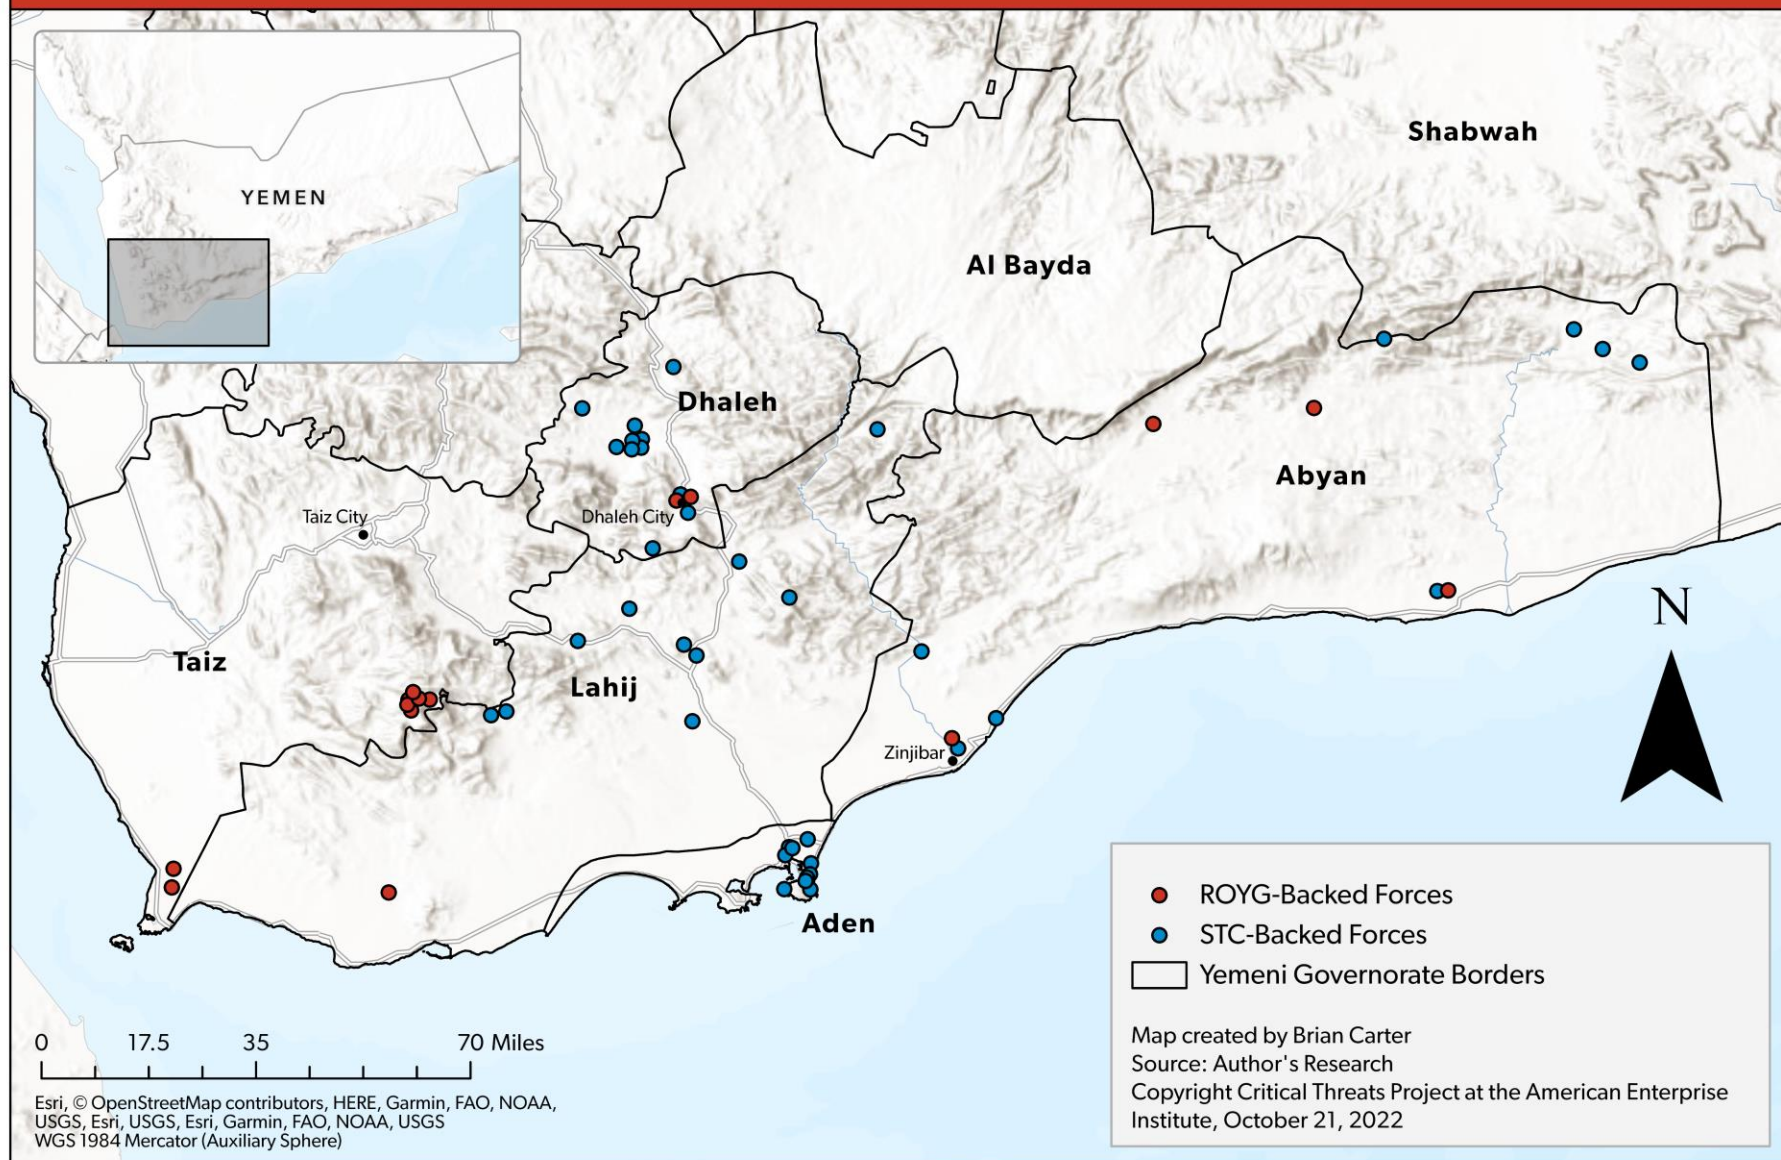 Shabwah
YEMEN
Al Bayda
Dhaleh
Abyan
Taiz City
Dhaleh City
N
Taiz
Lahij
Zinjibar
Aden
ROYG-Backed Forces
STC-Backed Forces
Yemeni Governorate Borders
Map created by Brian Carter
Source: Author's Research
Copyright Critical Threats Project at the American Enterprise
Institute, October 21, 2022
0 17.5 35 70 Miles
Esri, © OpenStreetMap contributors, HERE, Garmin, FAO, NOAA,
USGS, Esri, USGS, Esri, Garmin, FAO, NOAA, USGS
WGS 1984 Mercator (Auxiliary Sphere)